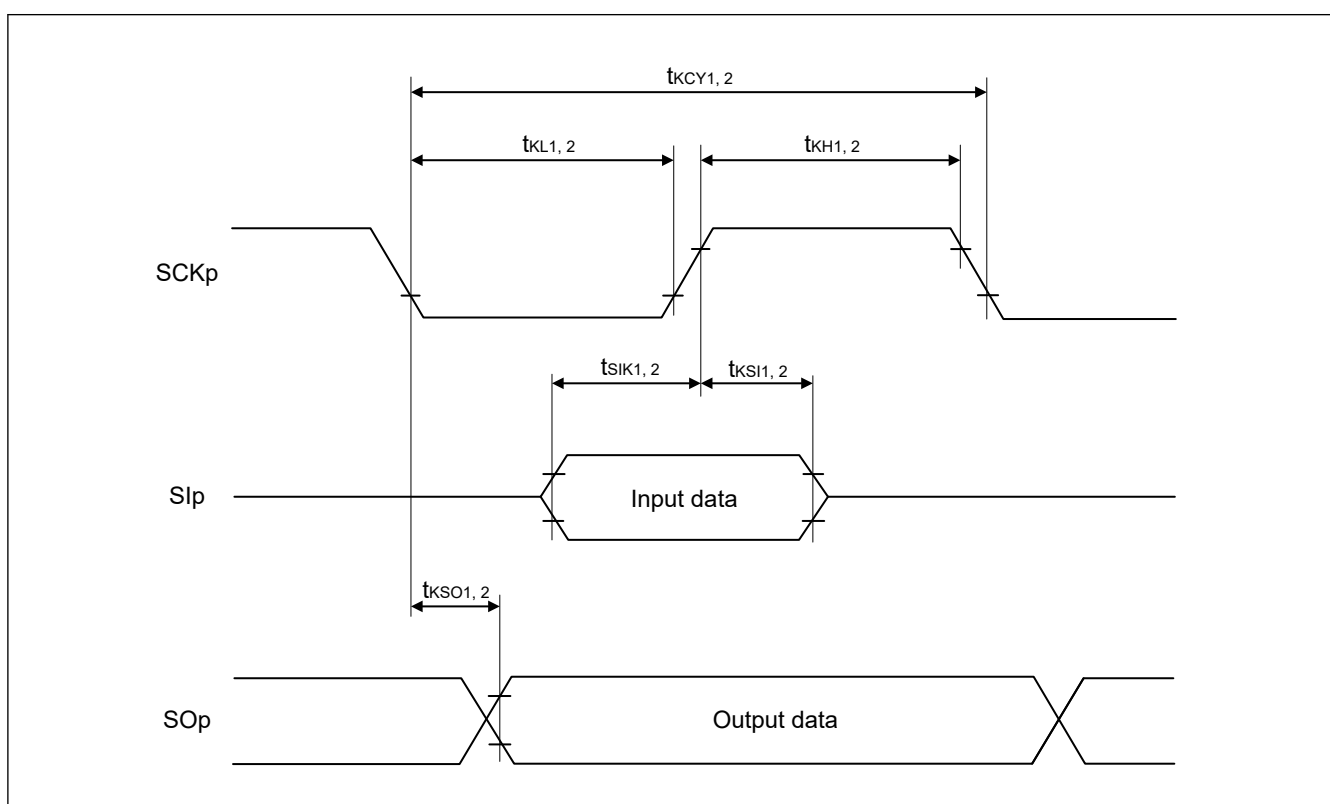 tKCY1, 2
tKL1, 2
tKH1, 2
SCKp
tSIK1, 2
tKSI1, 2
SIp
Input data
tKSO1, 2
SOp
Output data